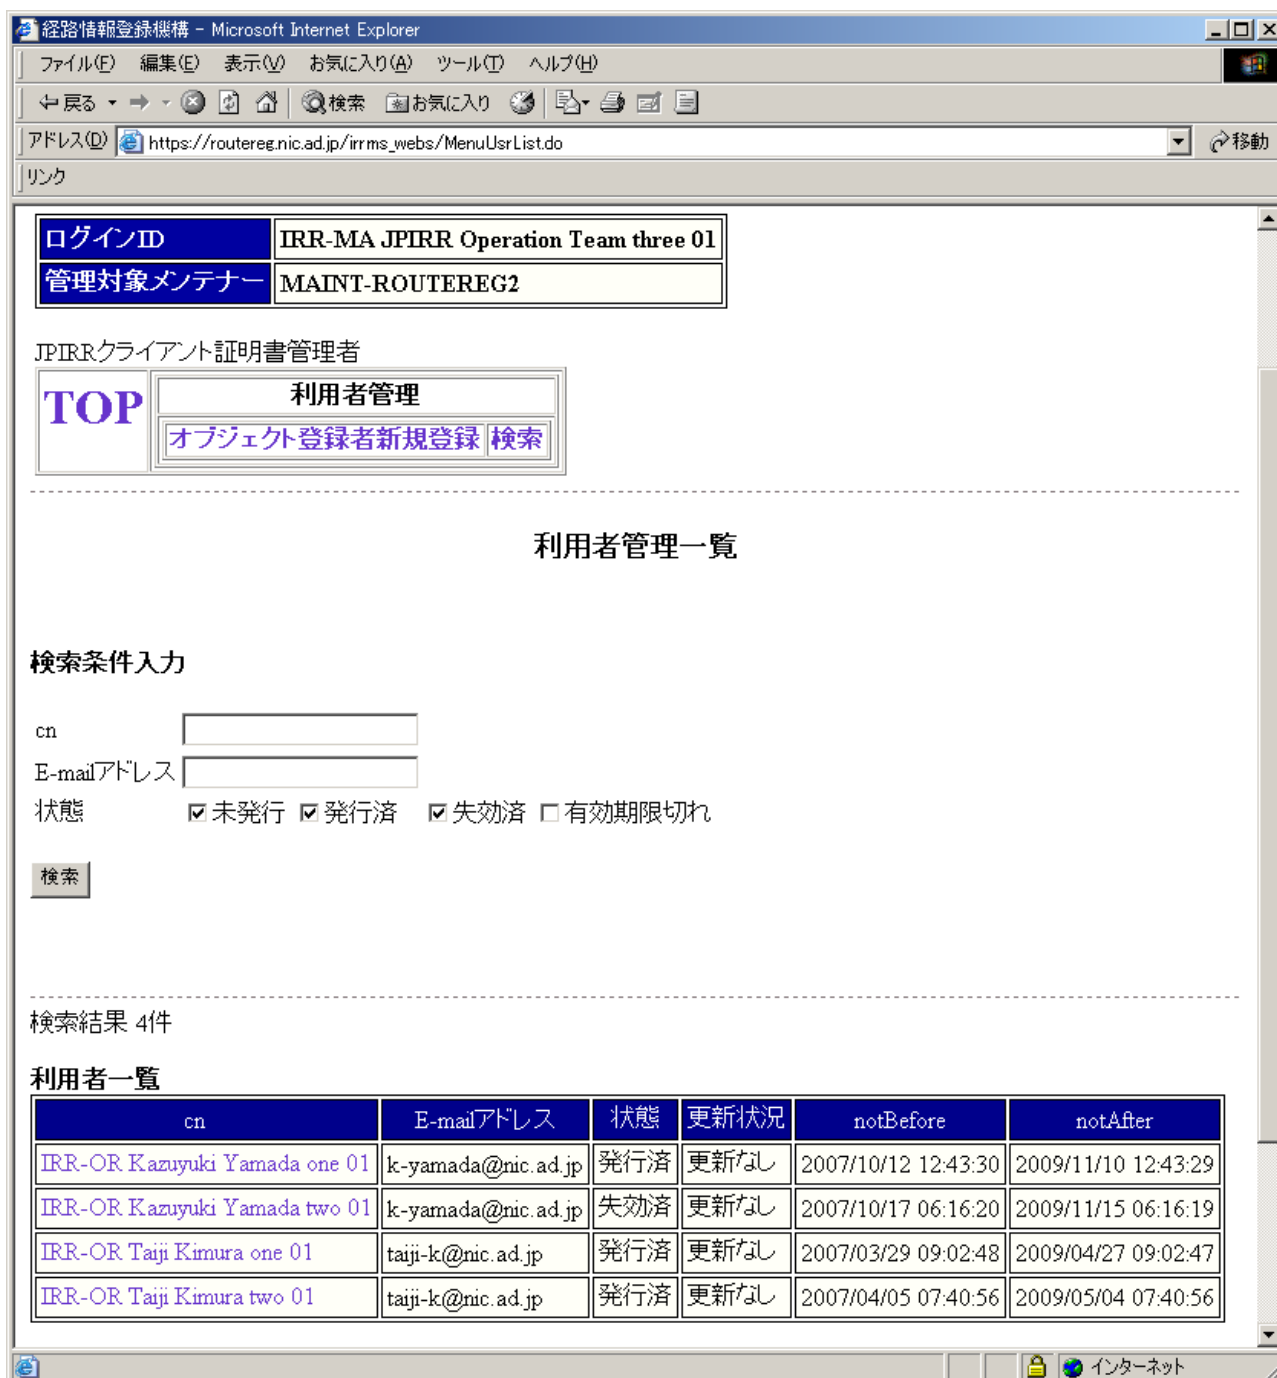 経路情報登録機構 - Microsoft Internet Explorer
ファイル(F) 編集(E) 表示(V) お気に入り(A) ツール(T) ヘルプ(H)
戻る 検索 お気に入り
アドレス(D) https://routereg.nic.ad.jp/irrms_webs/MenuUsrList.do 移動
リンク
ログインID IRR-MA JPIRR Operation Team three 01
管理対象メンテナー MAINT-ROUTEREG2
JPIRRクライアント証明書管理者
TOP 利用者管理
オブジェクト登録者新規登録 検索
利用者管理一覧
検索条件入力
cn
E-mailアドレス
状態 未発行 発行済 失効済 有効期限切れ
検索
検索結果 4件
利用者一覧
cn E-mailアドレス 状態 更新状況 notBefore notAfter
IRR-OR Kazuyuki Yamada one 01 k-yamada@nic.ad.jp 発行済 更新なし 2007/10/12 12:43:30 2009/11/10 12:43:29
IRR-OR Kazuyuki Yamada two 01 k-yamada@nic.ad.jp 失効済 更新なし 2007/10/17 06:16:20 2009/11/15 06:16:19
IRR-OR Taiji Kimura one 01 taiji-k@nic.ad.jp 発行済 更新なし 2007/03/29 09:02:48 2009/04/27 09:02:47
IRR-OR Taiji Kimura two 01 taiji-k@nic.ad.jp 発行済 更新なし 2007/04/05 07:40:56 2009/05/04 07:40:56
インターネット